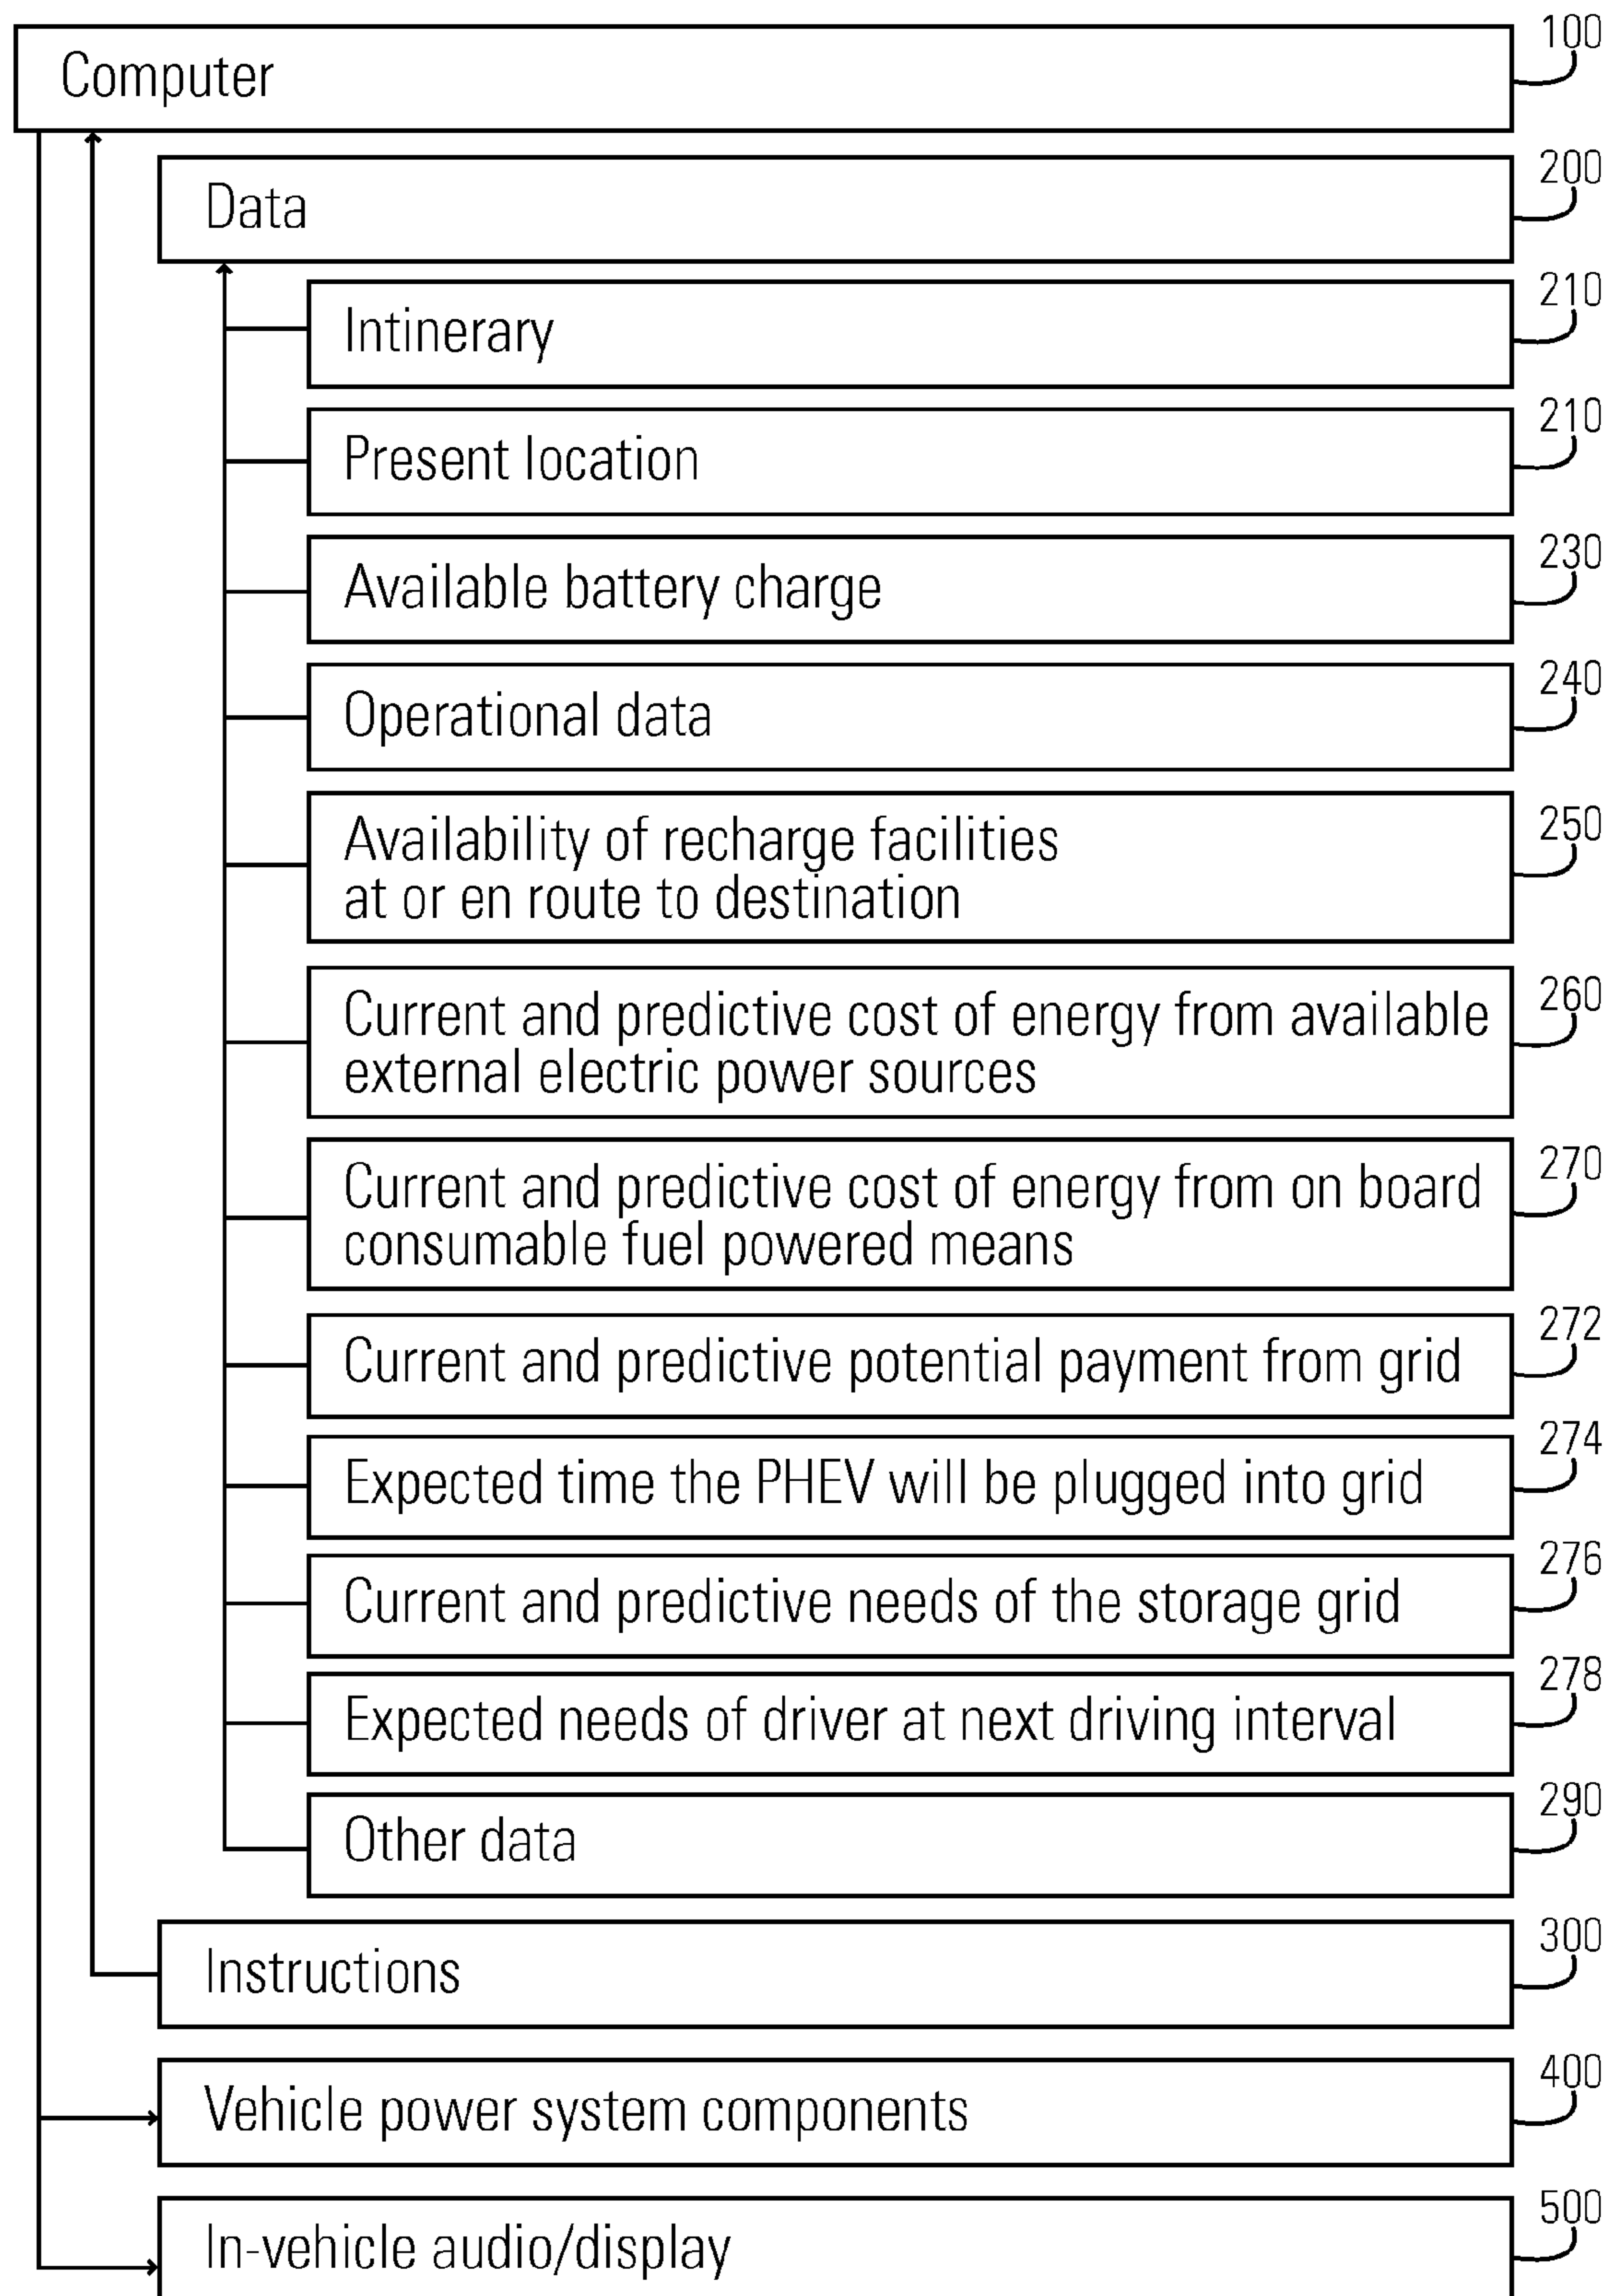 100
Computer
200
Data
210
Intinerary
210
Present location
230
Available battery charge
240
Operational data
250
Availability of recharge facilities
at or en route to destination
260
Current and predictive cost of energy from available
external electric power sources
270
Current and predictive cost of energy from on board
consumable fuel powered means
272
Current and predictive potential payment from grid
274
Expected time the PHEV will be plugged into grid
276
Current and predictive needs of the storage grid
278
Expected needs of driver at next driving interval
290
Other data
300
Instructions
400
Vehicle power system components
500
In-vehicle audio/display